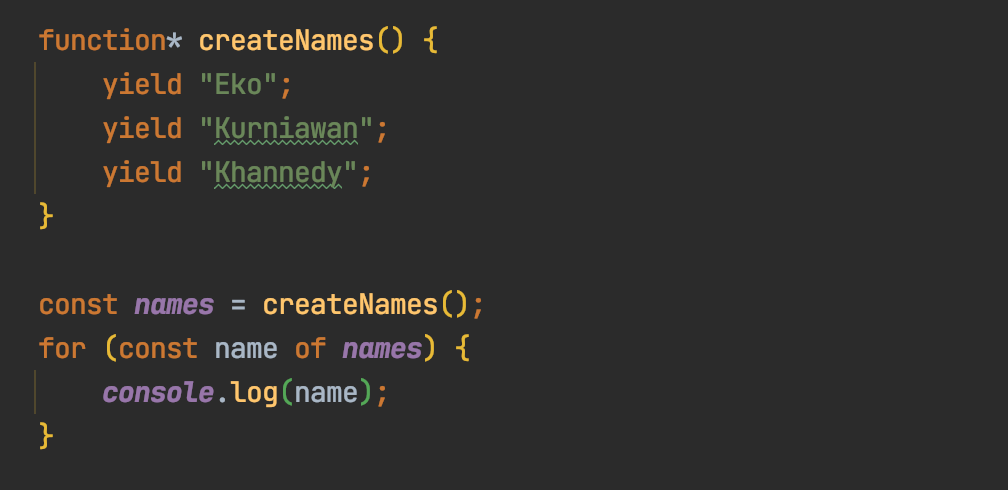 function* createNames() {
    yield "Eko";
    yield "Kurniawan";
    yield "Khannedy";
}

const names = createNames();
for (const name of names) {
    console.log(name);
}